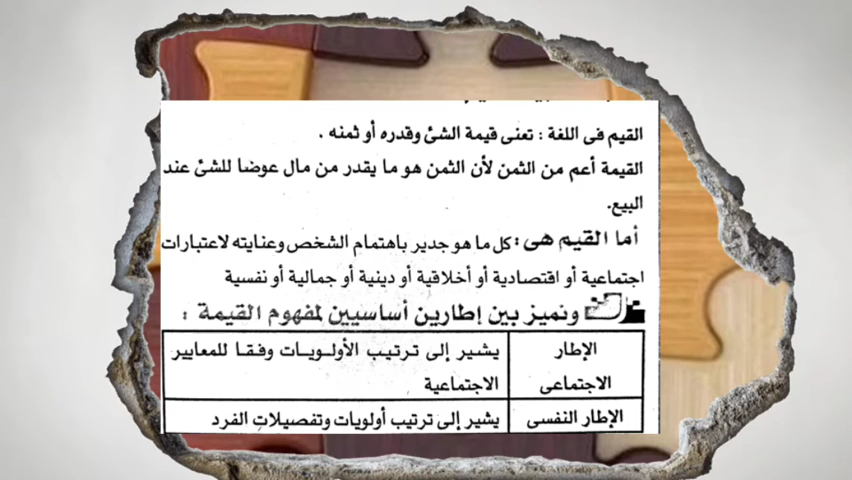 القيم فى اللغة : تعنى قيمة الشئ وقدره أو ثمنه .
القيمة أعم من الثمن لأن الثمن هو ما يقدر من مال عوضا للشئ عند
البيع.
أما القيم هى : كل ما هو جدير باهتمام الشخص وعنايته لاعتبارات
اجتماعية أو اقتصادية أو أخلاقية أو دينية أو جمالية أو نفسية
ونميز بين إطارين أساسيين لمفهوم القيمة :
الإطار يشير إلى ترتيب الأولويات وفقا للمعايير
الاجتماعى الاجتماعية
الإطار النفسى يشير إلى ترتيب أولويات وتفصيلات الفرد